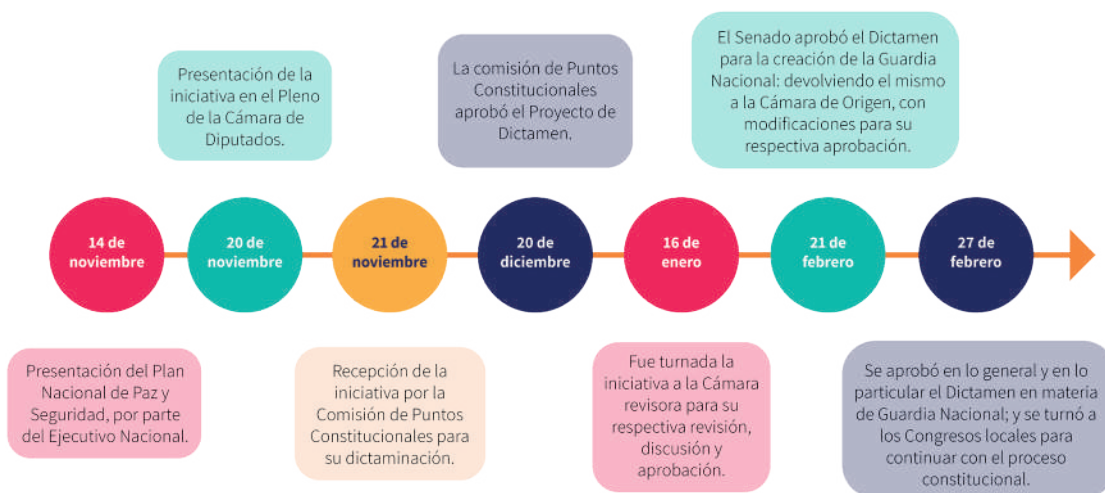 Presentación de la
iniciativa en el Pleno
de la Cámara de
Diputados.
La comisión de Puntos
Constitucionales
aprobó el Proyecto de
Dictamen.
El Senado aprobó el Dictamen
para la creación de la Guardia
Nacional: devolviendo el mismo
a la Cámara de Origen, con
modificaciones para su
respectiva aprobación.
14 de
noviembre
20 de
noviembre
21 de
noviembre
20 de
diciembre
16 de
enero
21 de
febrero
27 de
febrero
Presentación del Plan
Nacional de Paz y
Seguridad, por parte
del Ejecutivo Nacional.
Recepción de la
iniciativa por la
Comisión de Puntos
Constitucionales para
su dictaminación.
Fue turnada la
iniciativa a la Cámara
revisora para su
respectiva revisión,
discusión y
aprobación.
Se aprobó en lo general y en lo
particular el Dictamen en materia
de Guardia Nacional; y se turnó a
los Congresos locales para
continuar con el proceso
constitucional.